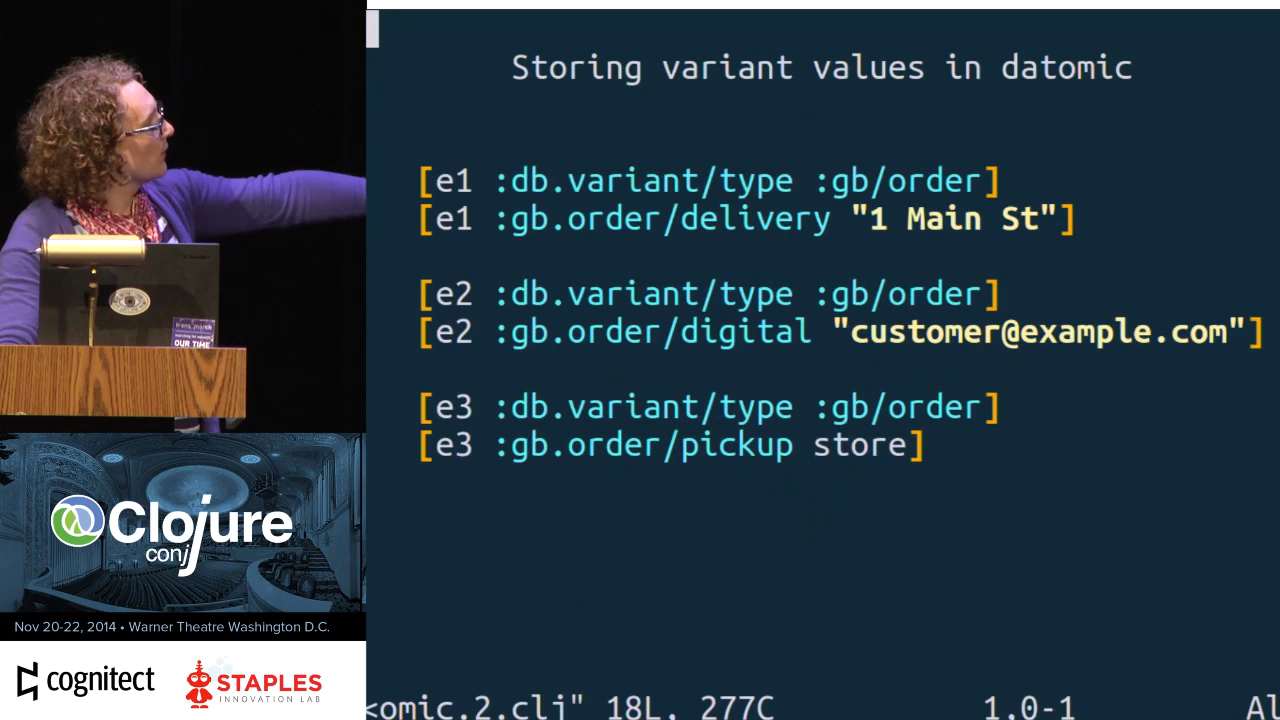 Storing variant values in datomic
[e1 :db.variant/type :gb/order]
[e1 :gb.order/delivery "1 Main St"]
[e2 :db.variant/type :gb/order]
[e2 :gb.order/digital "customer@example.com"]
[e3 :db.variant/type :gb/order]
[e3 :gb.order/pickup store]
<omic.2.clj" 18L, 277C 1,0-1 Al
OUR TIME
Clojure
conj
Nov 20-22, 2014 • Warner Theatre Washington D.C.
cognitect
STAPLES
INNOVATION LAB